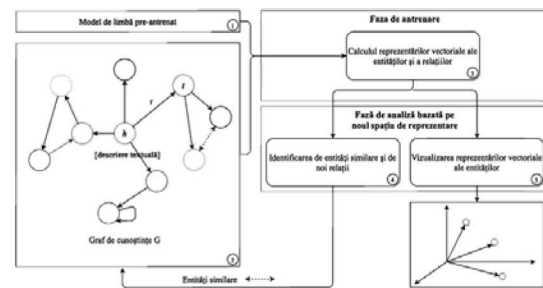 Model de limbă pre-antrenat
1
Faza de antrenare
Calculul reprezentărilor vectoriale ale
entităților și a relațiilor
3
r
t
h
[descriere textuală]
Graf de cunoștințe G
2
Fază de analiză bazată pe
noul spațiu de reprezentare
Identificarea de entități similare și de
noi relații
4
Vizualizarea reprezentărilor vectoriale
ale entităților
5
Entități similare